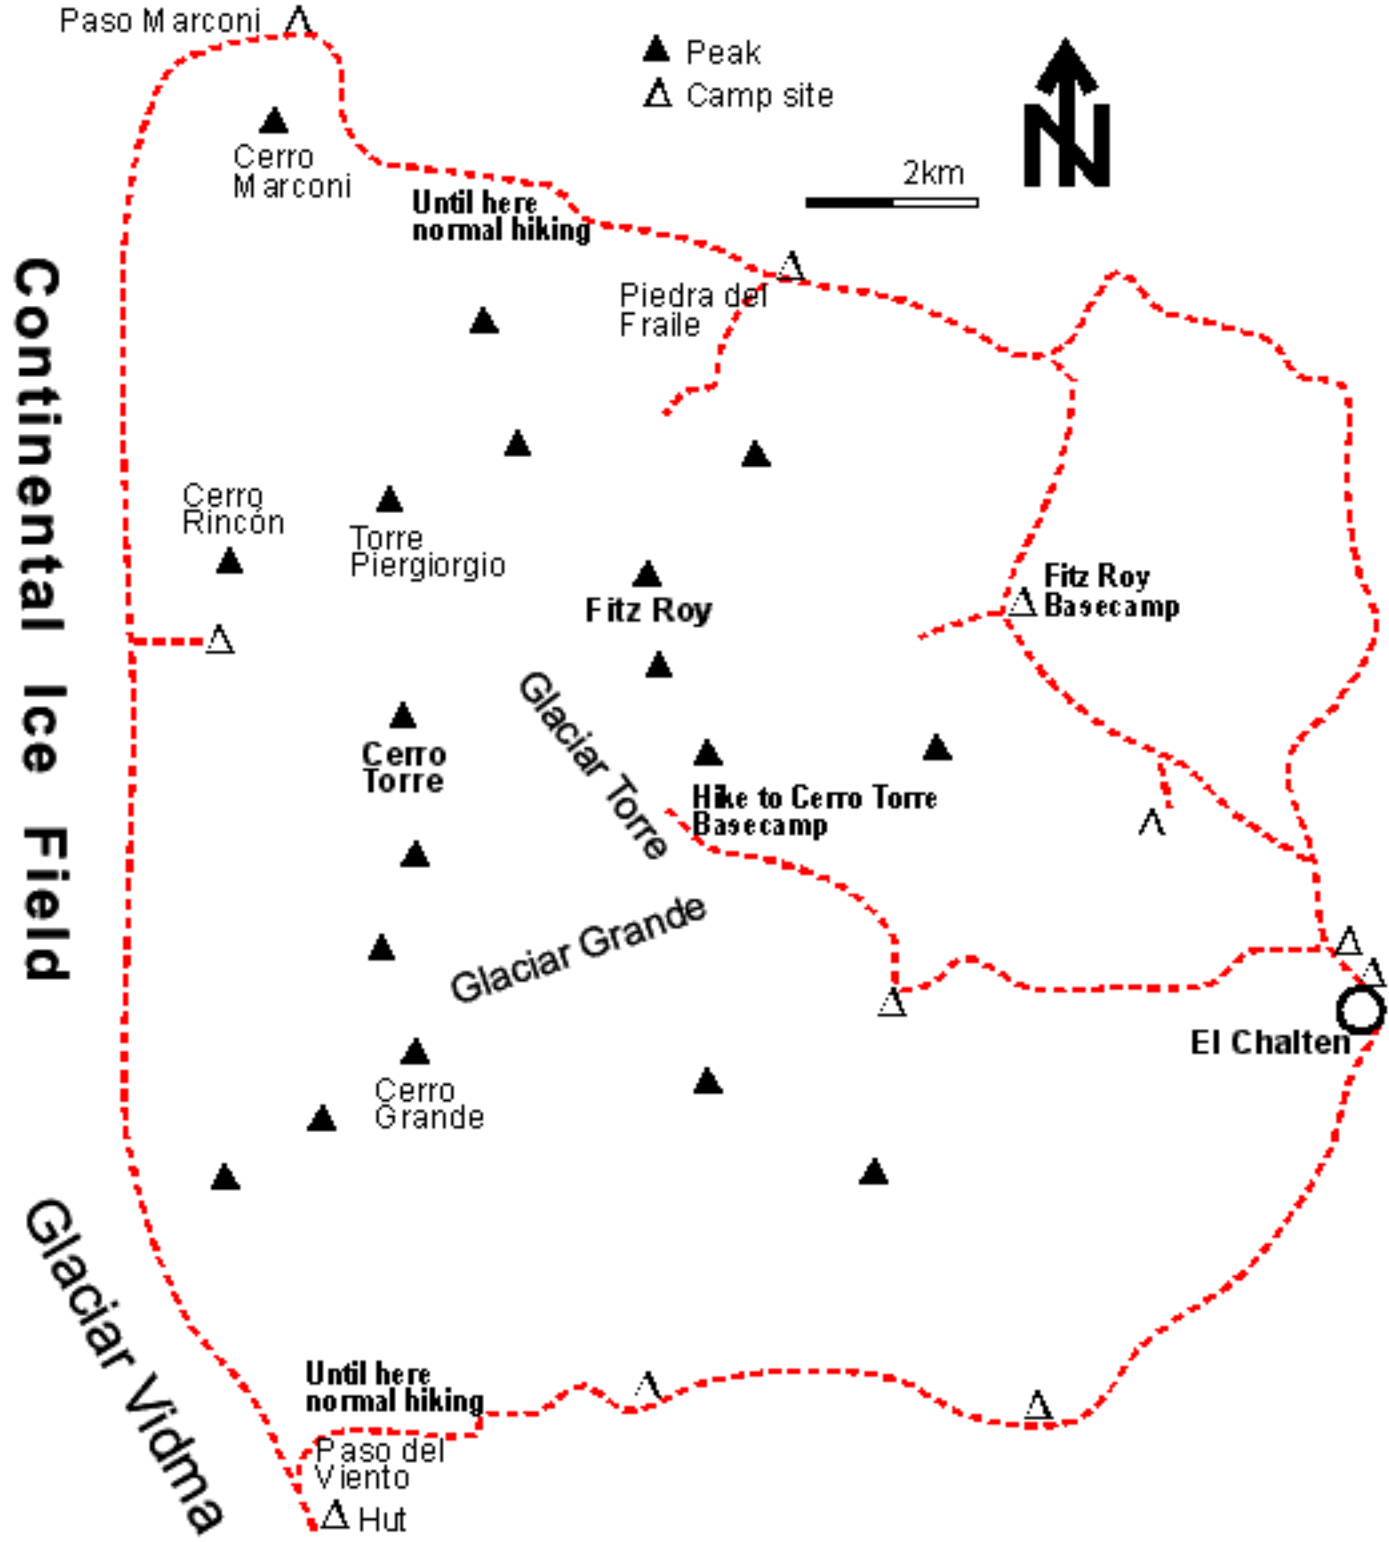 Paso Marconi
Peak
Camp site
N
2km
Cerro
Marconi
Until here
normal hiking
Piedra del
Fraile
Continental Ice Field
Cerro
Rincón
Torre
Piergiorgio
Fitz Roy
Fitz Roy
Basecamp
Glaciar Torre
Cerro
Torre
Hike to Cerro Torre
Basecamp
Glaciar Grande
El Chalten
Cerro
Grande
Glaciar Vidma
Until here
normal hiking
Paso del
Viento
Hut